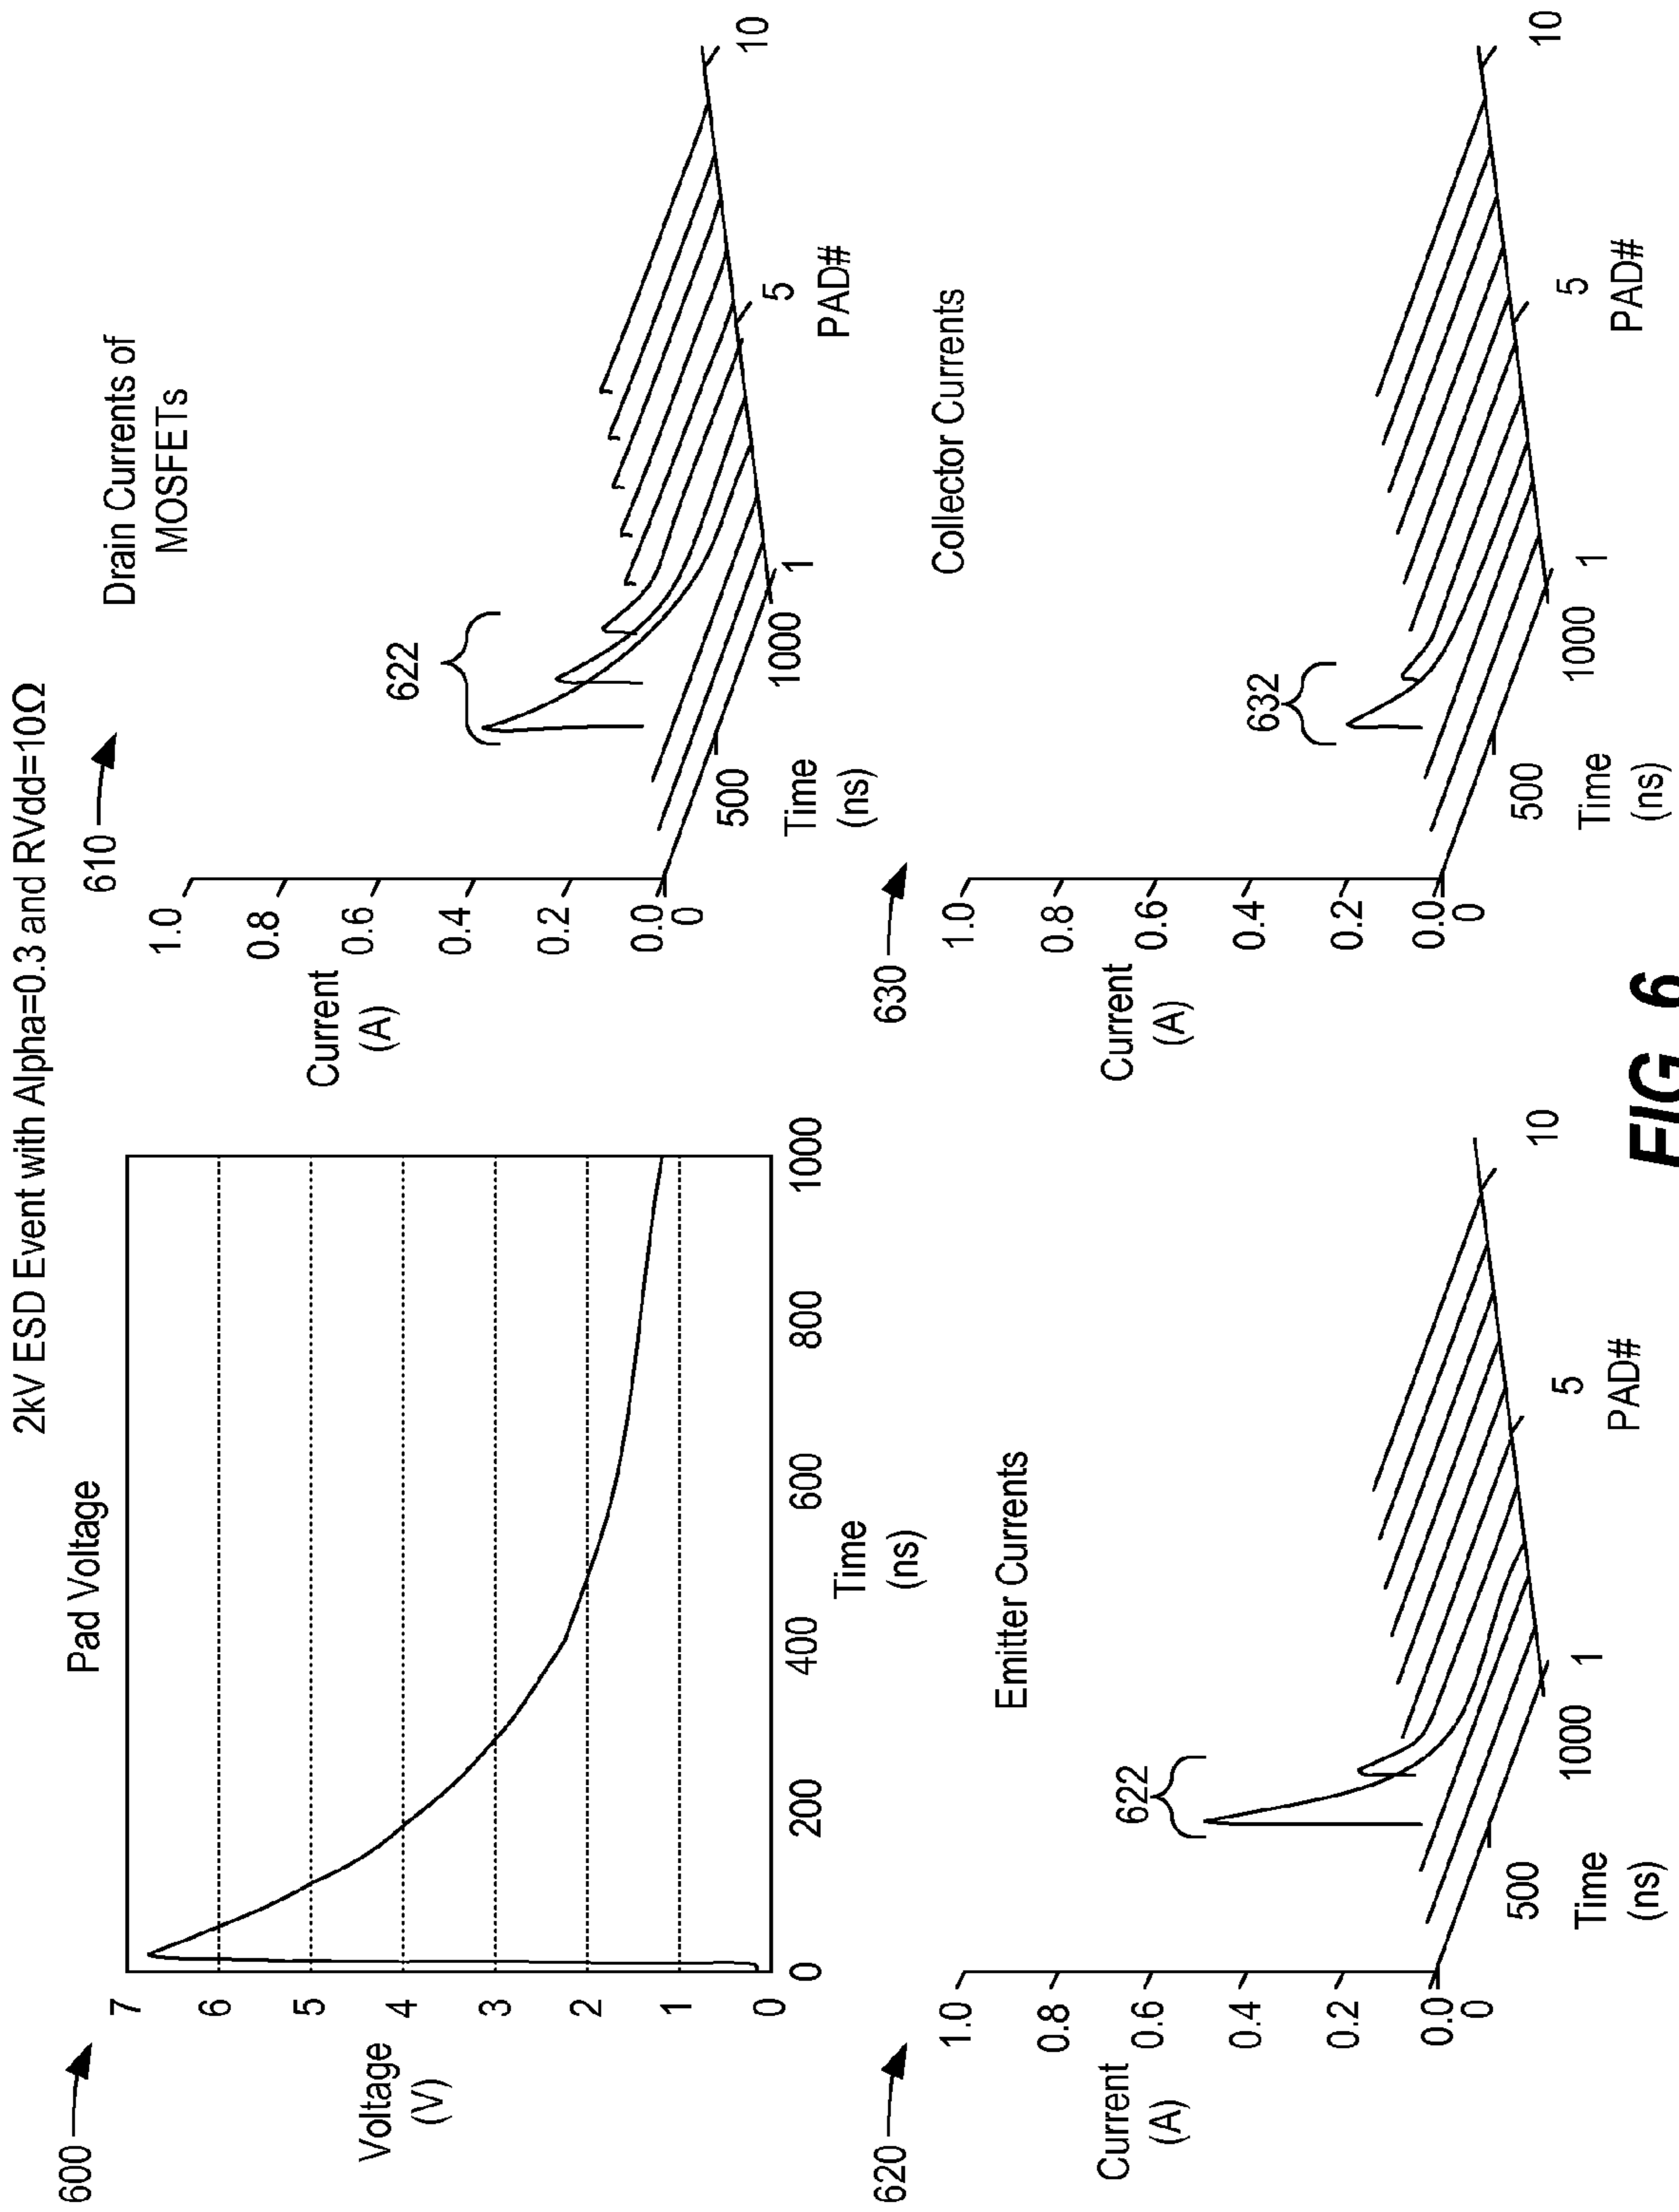 2kV ESD Event with Alpha=0.3 and RVdd=10Ω
600
Pad Voltage
Voltage
(V)
7
6
5
4
3
2
1
0
0
200
400
600
800
1000
Time
(ns)
610
Drain Currents of
MOSFETs
Current
(A)
1.0
0.8
0.6
0.4
0.2
0.0
0
622
500
1000
Time
(ns)
1
5
10
PAD#
620
Emitter Currents
Current
(A)
1.0
0.8
0.6
0.4
0.2
0.0
0
622
500
1000
Time
(ns)
1
5
10
PAD#
630
Collector Currents
Current
(A)
1.0
0.8
0.6
0.4
0.2
0.0
0
632
500
1000
Time
(ns)
1
5
10
PAD#
FIG 6